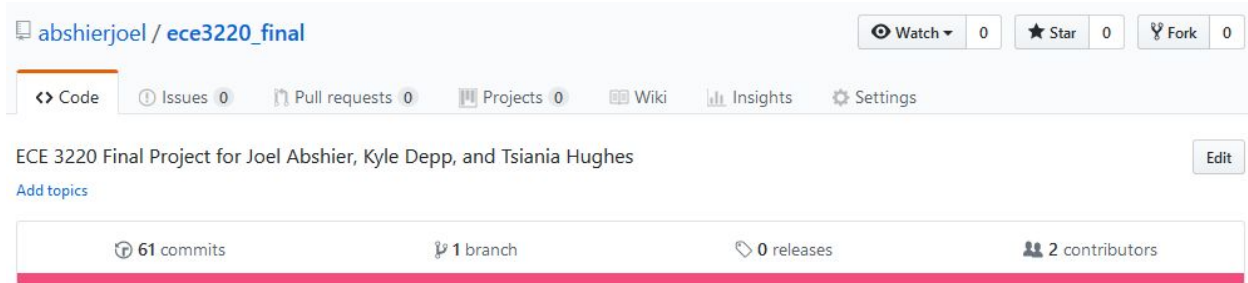 abshierjoel / ece3220_final Watch 0 Star 0 Fork 0
Code Issues 0 Pull requests 0 Projects 0 Wiki Insights Settings
ECE 3220 Final Project for Joel Abshier, Kyle Depp, and Tsiania Hughes Edit
Add topics
61 commits 1 branch 0 releases 2 contributors